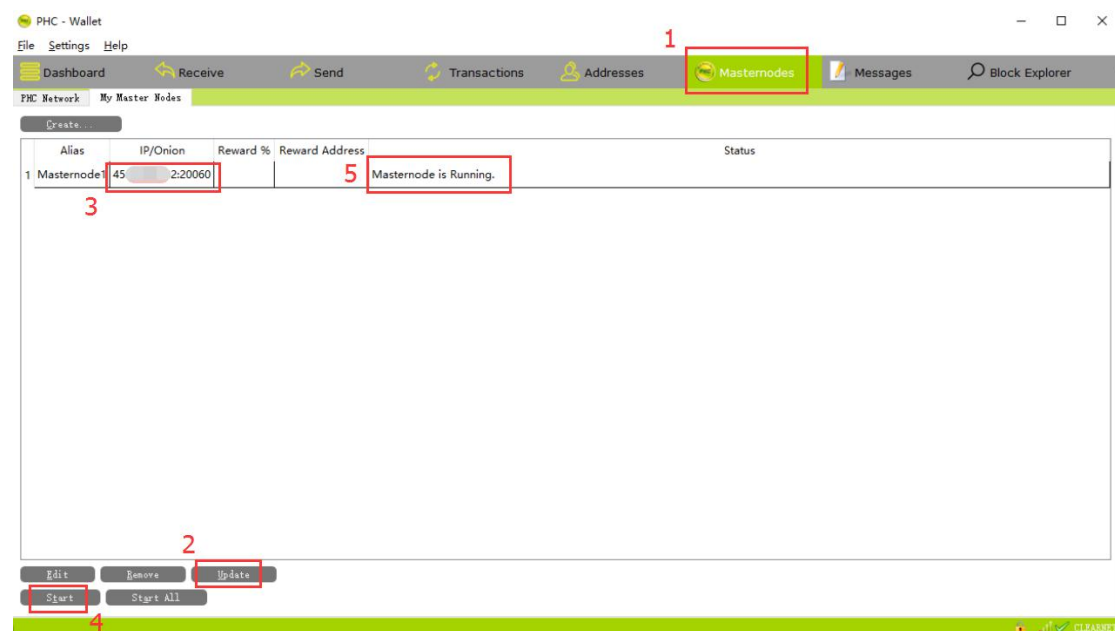 PHC - Wallet
File Settings Help
1
Dashboard Receive Send Transactions Addresses Masternodes Messages Block Explorer
PHC Network My Master Nodes
Create...
Alias IP/Onion Reward % Reward Address Status
1 Masternode1 45 2:20060 5 Masternode is Running.
3
2
Edit Remove Update
Start Start All
4
CLEARNET